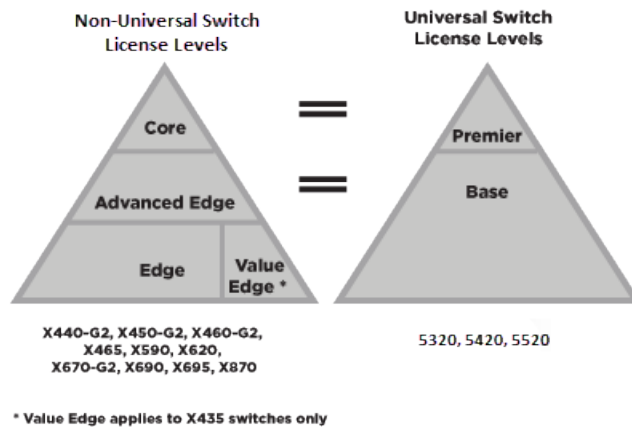 Non-Universal Switch
License Levels
Universal Switch
License Levels
=
=
Core
Advanced Edge
Edge
Value
Edge *
Premier
Base
X440-G2, X450-G2, X460-G2,
X465, X590, X620,
X670-G2, X690, X695, X870
5320, 5420, 5520
* Value Edge applies to X435 switches only